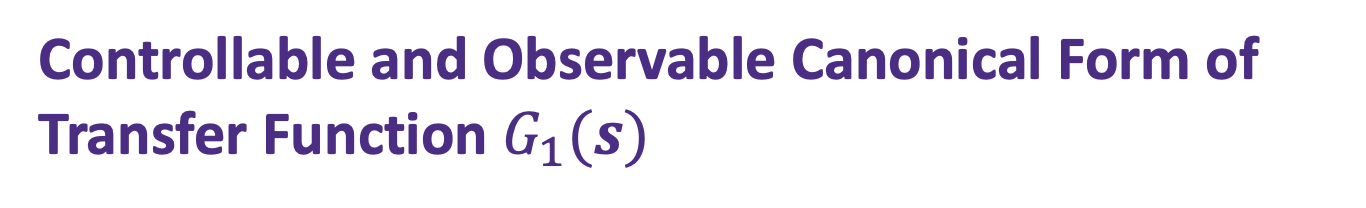 Controllable and Observable Canonical Form of
Transfer Function G₁(s)